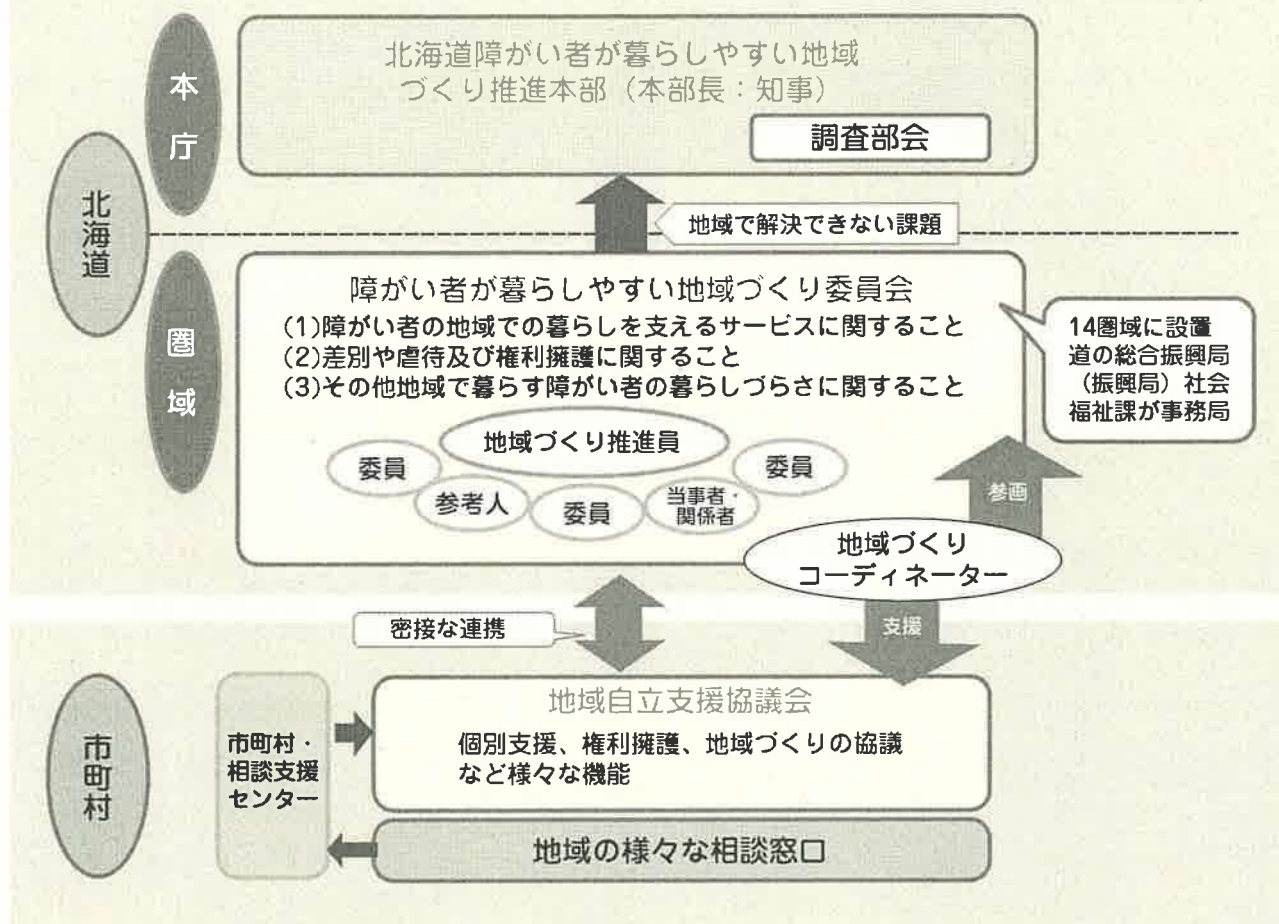 北海道
本庁
北海道障がい者が暮らしやすい地域
づくり推進本部（本部長：知事）
調査部会
地域で解決できない課題
圏域
障がい者が暮らしやすい地域づくり委員会
(1)障がい者の地域での暮らしを支えるサービスに関すること
(2)差別や虐待及び権利擁護に関すること
(3)その他地域で暮らす障がい者の暮らしづらさに関すること
14圏域に設置
道の総合振興局
（振興局）社会
福祉課が事務局
地域づくり推進員
委員
参考人
委員
当事者・
関係者
委員
参画
地域づくり
コーディネーター
支援
密接な連携
市町村
市町村・
相談支援
センター
地域自立支援協議会
個別支援、権利擁護、地域づくりの協議
など様々な機能
地域の様々な相談窓口